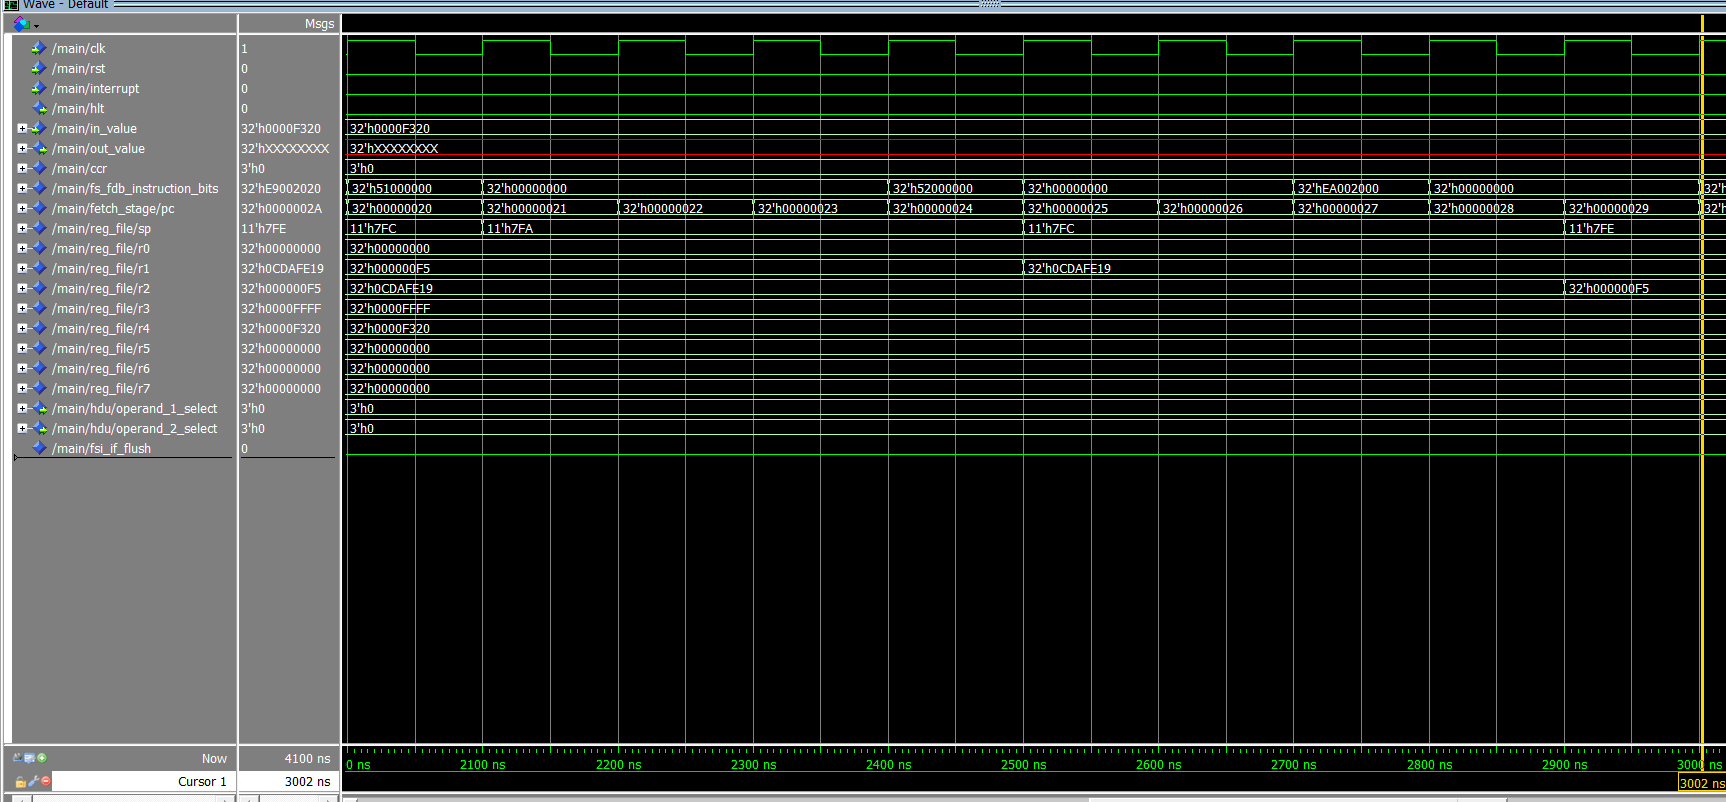 Wave - Default
Msgs
/main/clk 1
/main/rst 0
/main/interrupt 0
/main/hlt 0
/main/in_value 32'h0000F320 32'h0000F320
/main/out_value 32'hXXXXXXXX 32'hXXXXXXXX
/main/ccr 3'h0 3'h0
/main/fs_fdb_instruction_bits 32'hE9002020 32'h51000000 32'h00000000 32'h52000000 32'h00000000 32'hEA002000 32'h00000000 32'h
/main/fetch_stage/pc 32'h0000002A 32'h00000020 32'h00000021 32'h00000022 32'h00000023 32'h00000024 32'h00000025 32'h00000026 32'h00000027 32'h00000028 32'h00000029 32'h
/main/reg_file/sp 11'h7FE 11'h7FC 11'h7FA 11'h7FC 11'h7FE
/main/reg_file/r0 32'h00000000 32'h00000000
/main/reg_file/r1 32'h0CDAFE19 32'h000000F5 32'h0CDAFE19
/main/reg_file/r2 32'h000000F5 32'h0CDAFE19 32'h000000F5
/main/reg_file/r3 32'h0000FFFF 32'h0000FFFF
/main/reg_file/r4 32'h0000F320 32'h0000F320
/main/reg_file/r5 32'h00000000 32'h00000000
/main/reg_file/r6 32'h00000000 32'h00000000
/main/reg_file/r7 32'h00000000 32'h00000000
/main/hdu/operand_1_select 3'h0 3'h0
/main/hdu/operand_2_select 3'h0 3'h0
/main/fsi_if_flush 0
Now 4100 ns 0 ns 2100 ns 2200 ns 2300 ns 2400 ns 2500 ns 2600 ns 2700 ns 2800 ns 2900 ns 3000 ns
Cursor 1 3002 ns 3002 ns